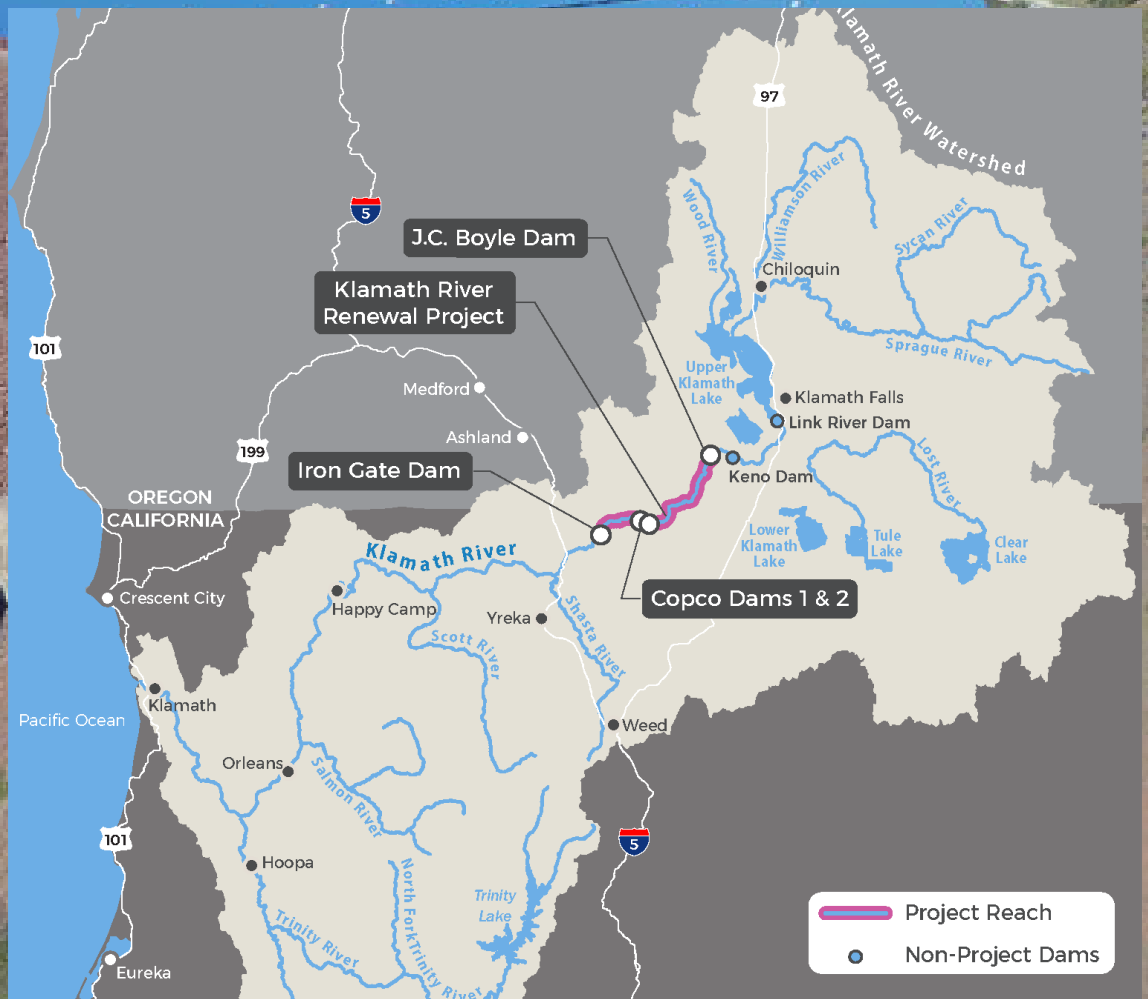 Klamath River Watershed
97
5
Wood River
Williamson River
Sycan River
J.C. Boyle Dam
Chiloquin
Klamath River
Renewal Project
101
Sprague River
Upper
Klamath
Lake
Medford
Klamath Falls
Link River Dam
Ashland
199
Iron Gate Dam
Keno Dam
Lost River
OREGON
CALIFORNIA
Lower
Klamath
Lake
Tule
Lake
Clear
Lake
Klamath River
Crescent City
Happy Camp
Copco Dams 1 & 2
Yreka
Shasta River
Scott River
Klamath
Pacific Ocean
Weed
Orleans
Salmon River
101
5
Hoopa
Trinity
Lake
North Fork Trinity River
Trinity River
Eureka
Project Reach
Non-Project Dams